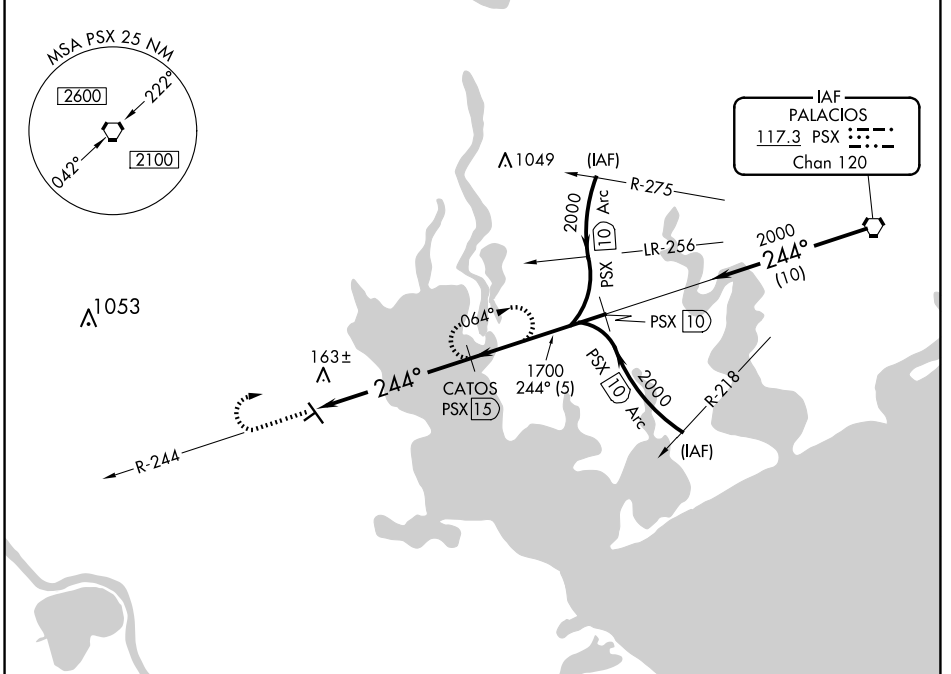 MSA PSX 25 NM
2600
222°
042°
2100
IAF
PALACIOS
117.3 PSX
Chan 120
1049
(IAF)
R-275
2000
PSX 10 Arc
LR-256
2000
244°
(10)
PSX 10
1053
064°
163±
244°
CATOS
PSX 15
1700
244° (5)
PSX 10 Arc
2000
R-218
(IAF)
R-244